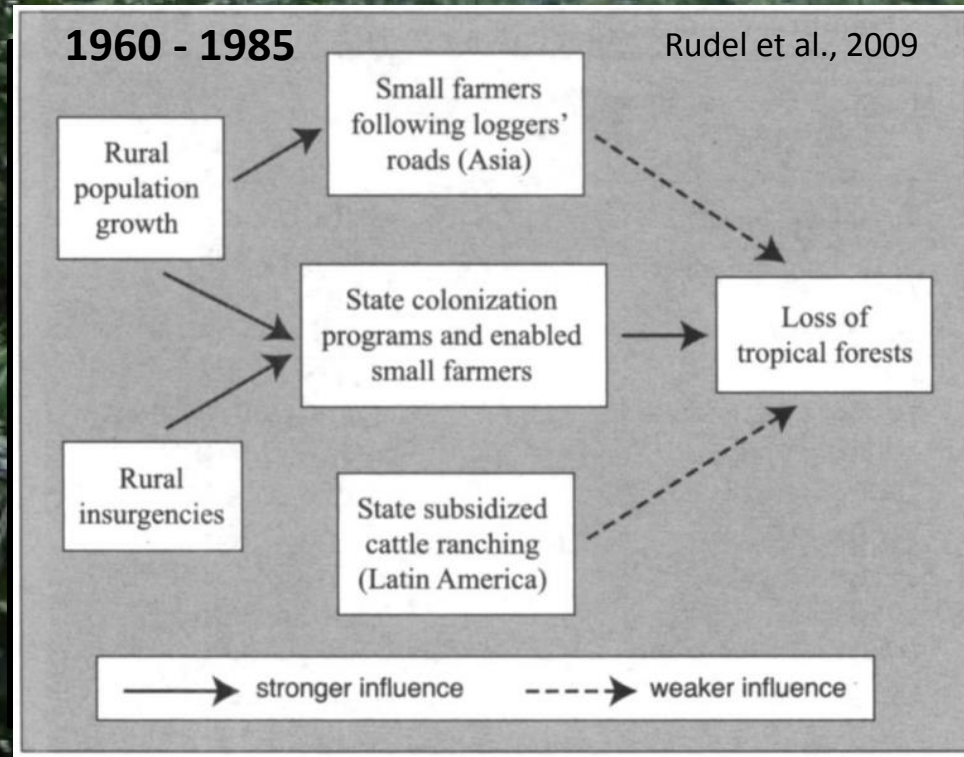 1960 - 1985
Rudel et al., 2009
Small farmers
following loggers'
roads (Asia)
Rural
population
growth
State colonization
programs and enabled
small farmers
Loss of
tropical forests
Rural
insurgencies
State subsidized
cattle ranching
(Latin America)
stronger influence
weaker influence